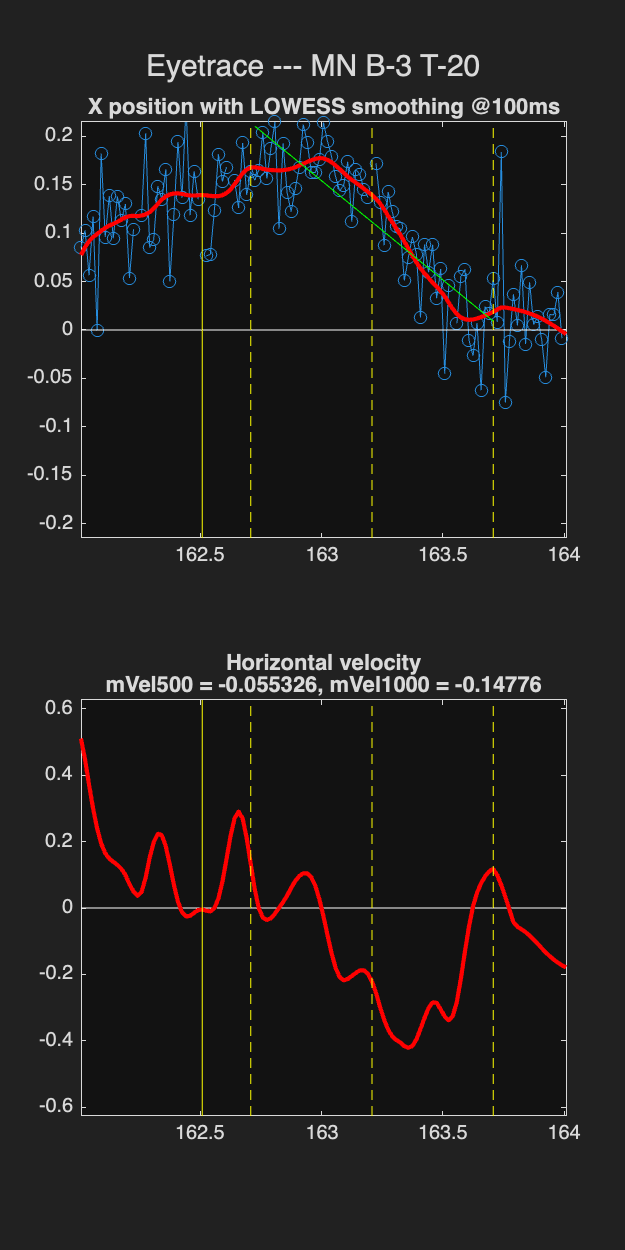 Eyetrace --- MN B-3 T-20
X position with LOWESS smoothing @100ms
0.2
0.15
0.1
0.05
0
-0.05
-0.1
-0.15
-0.2
162.5 163 163.5 164
Horizontal velocity
mVel500 = -0.055326, mVel1000 = -0.14776
0.6
0.4
0.2
0
-0.2
-0.4
-0.6
162.5 163 163.5 164